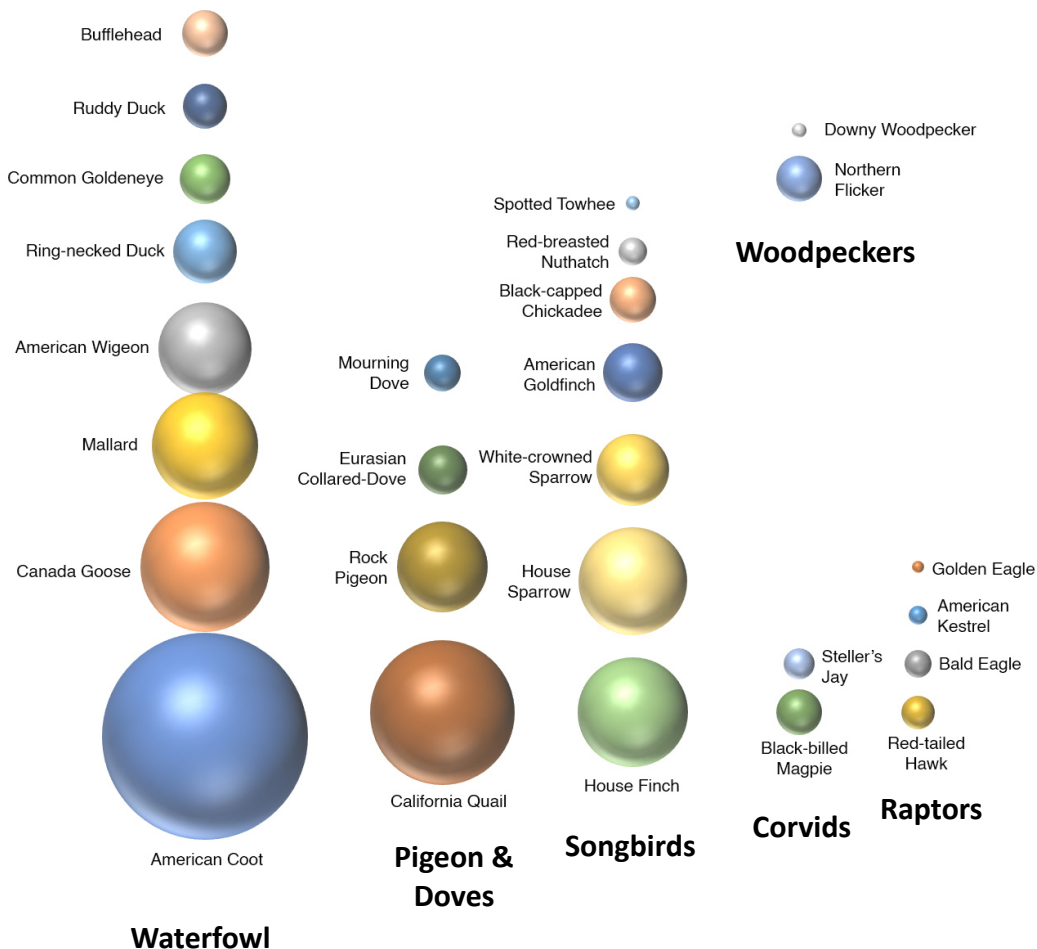 Bufflehead
Ruddy Duck
Common Goldeneye
Ring-necked Duck
American Wigeon
Mallard
Canada Goose
American Coot
Waterfowl
Mourning
Dove
Eurasian
Collared-Dove
Rock
Pigeon
California Quail
Pigeon &
Doves
Spotted Towhee
Red-breasted
Nuthatch
Black-capped
Chickadee
American
Goldfinch
White-crowned
Sparrow
House
Sparrow
House Finch
Songbirds
Downy Woodpecker
Northern
Flicker
Woodpeckers
Steller’s
Jay
Black-billed
Magpie
Corvids
Golden Eagle
American
Kestrel
Bald Eagle
Red-tailed
Hawk
Raptors